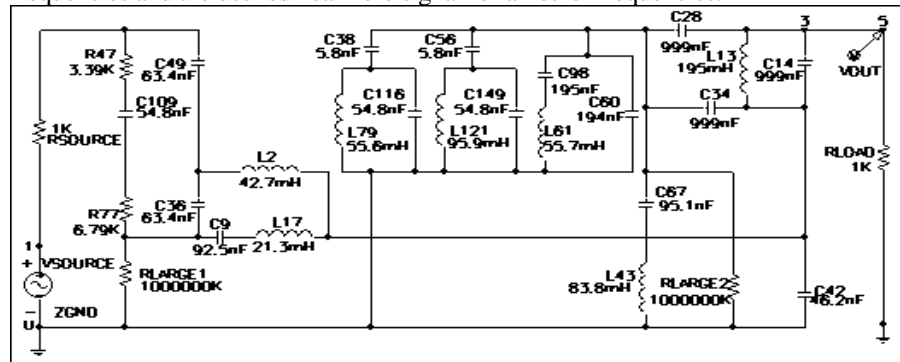 C28
3
5
R47
3.39K
C49
63.4nF
C38
5.8nF
C56
5.8nF
999nF
L13
195mH
C14
999nF
VOUT
C98
195nF
C109
54.8nF
C116
54.8nF
C149
54.8nF
C60
194nF
C34
999nF
1K
RSOURCE
L79
55.6mH
L121
95.9mH
L61
55.7mH
RLOAD
1K
L2
42.7mH
C67
95.1nF
R77
6.79K
C36
63.4nF
C9
92.5nF
L17
21.3mH
1
+ VSOURCE
RLARGE1
1000000K
L43
83.8mH
RLARGE2
1000000K
C42
46.2nF
ZGND